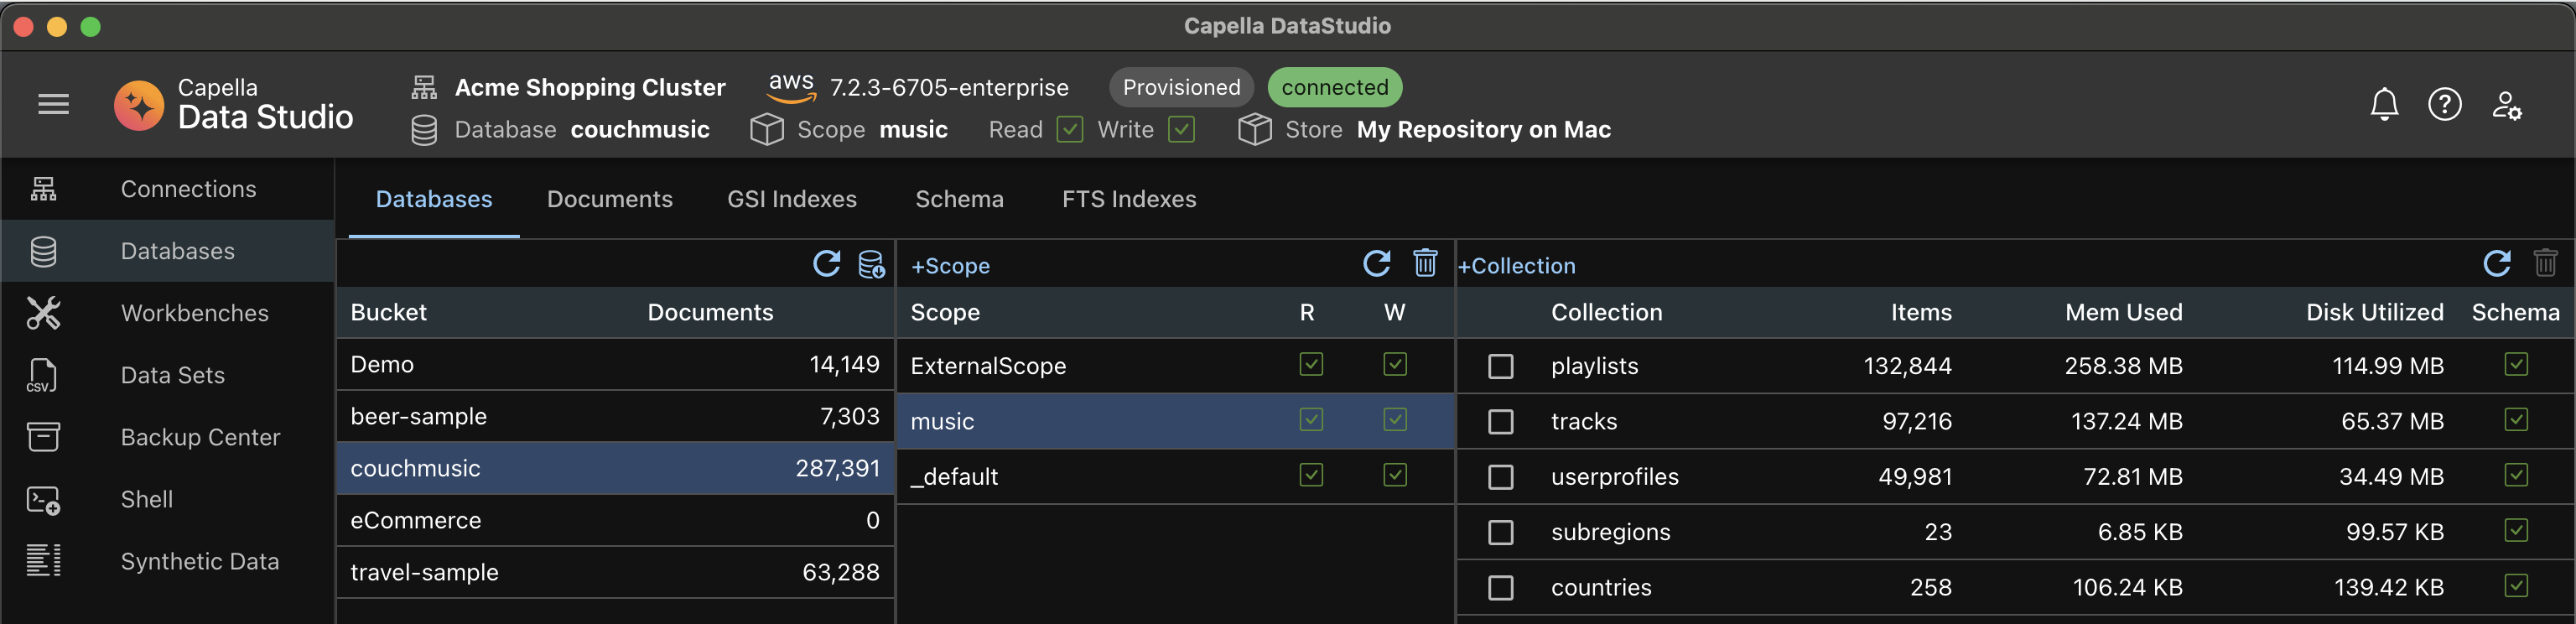 Capella DataStudio
Capella
Data Studio
Acme Shopping Cluster aws 7.2.3-6705-enterprise Provisioned connected
Database couchmusic Scope music Read Write Store My Repository on Mac
Connections
Databases
Workbenches
CSV Data Sets
Backup Center
Shell
Synthetic Data
Databases Documents GSI Indexes Schema FTS Indexes
Bucket Documents
Demo 14,149
beer-sample 7,303
couchmusic 287,391
eCommerce 0
travel-sample 63,288
+Scope
Scope R W
ExternalScope
music
_default
+Collection
Collection Items Mem Used Disk Utilized Schema
playlists 132,844 258.38 MB 114.99 MB
tracks 97,216 137.24 MB 65.37 MB
userprofiles 49,981 72.81 MB 34.49 MB
subregions 23 6.85 KB 99.57 KB
countries 258 106.24 KB 139.42 KB